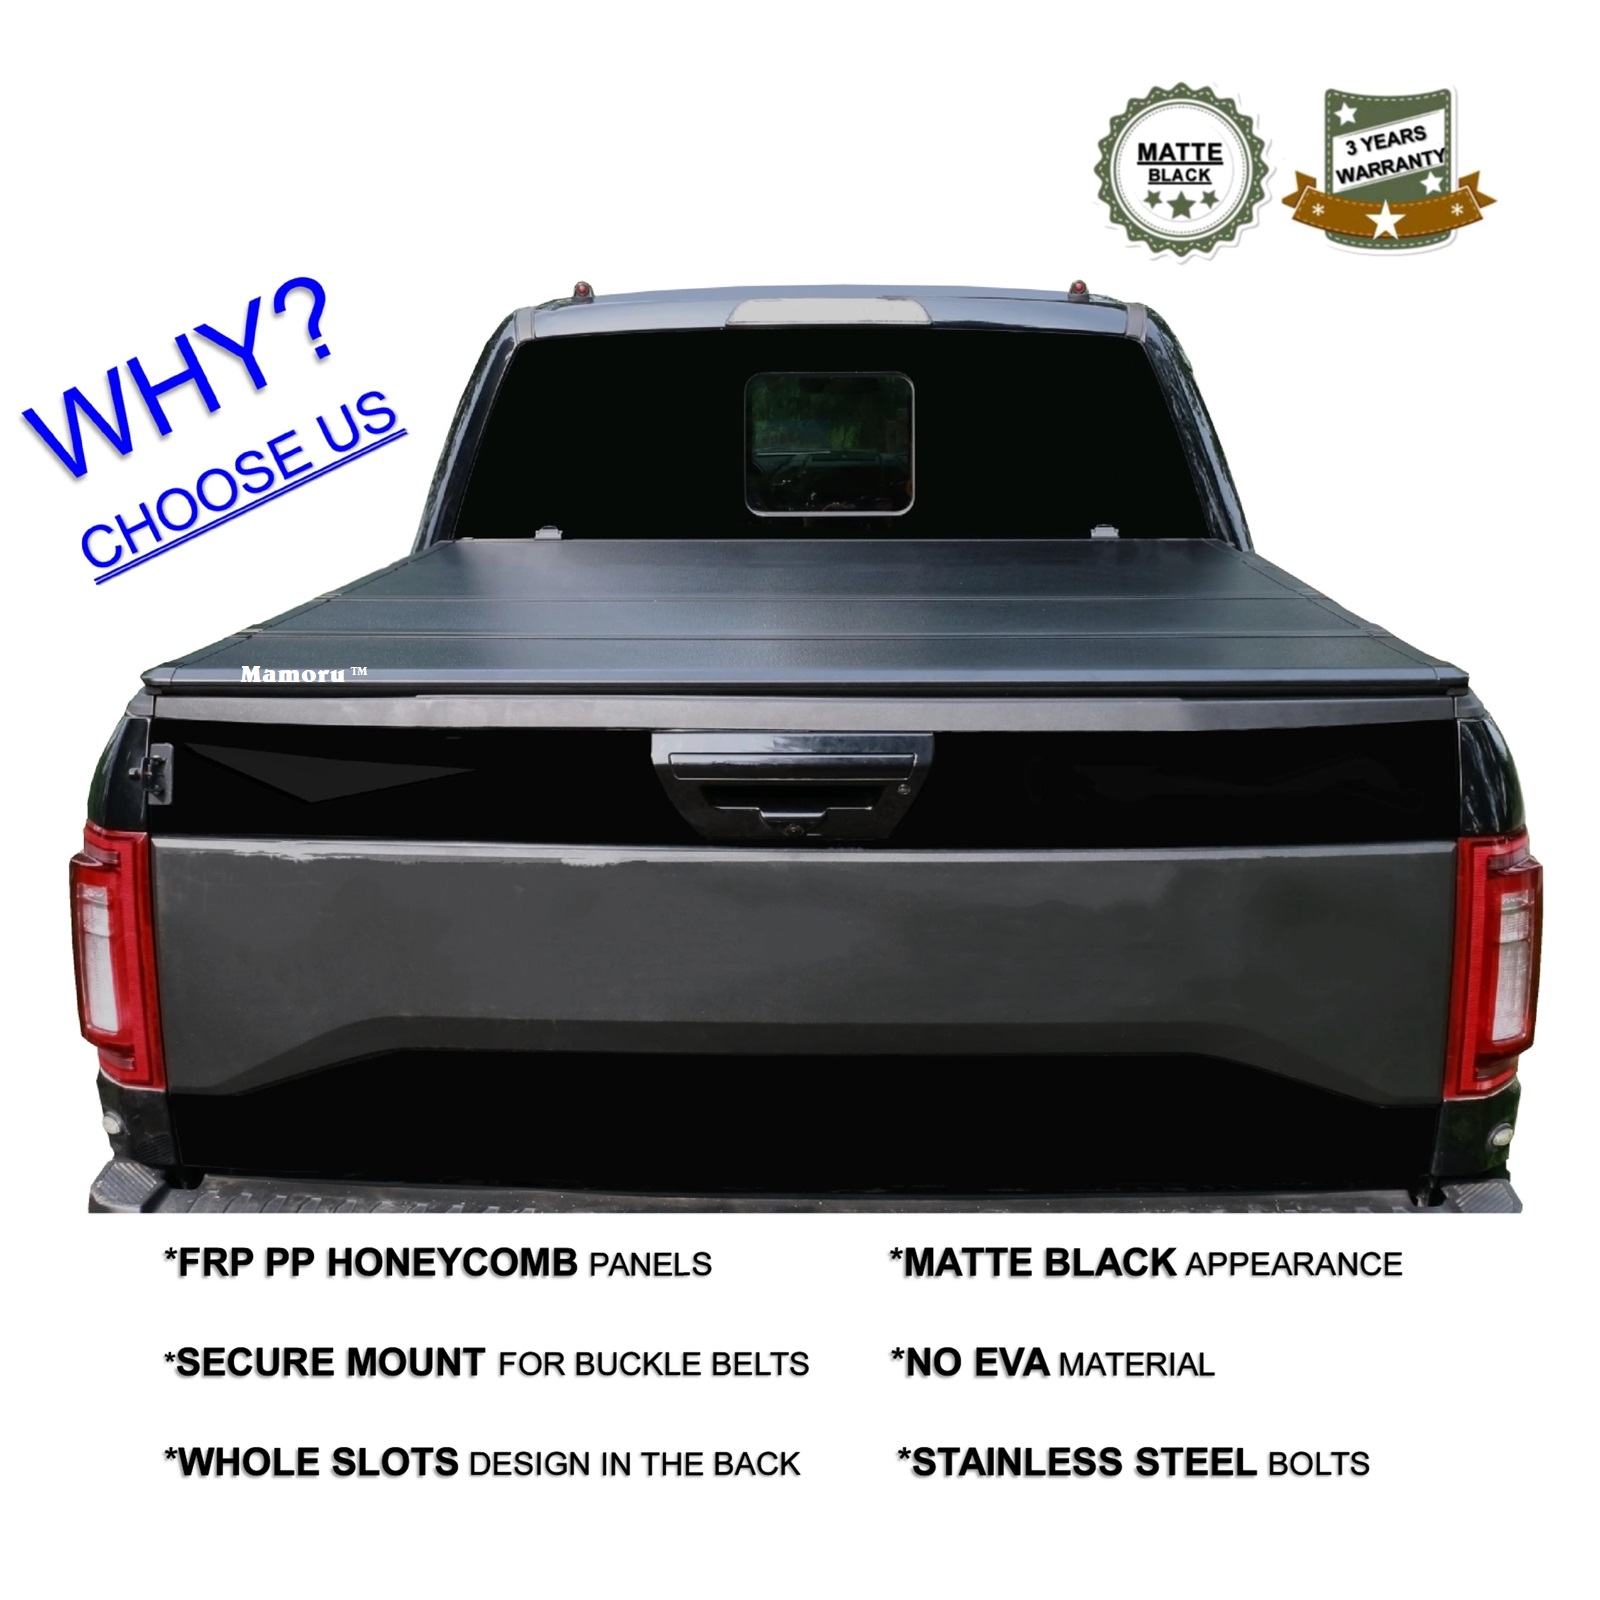 MATTE
BLACK
3 YEARS
WARRANTY
WHY?
CHOOSE US
Mamoru™
*FRP PP HONEYCOMB PANELS
*MATTE BLACK APPEARANCE
*SECURE MOUNT FOR BUCKLE BELTS
*NO EVA MATERIAL
*WHOLE SLOTS DESIGN IN THE BACK
*STAINLESS STEEL BOLTS